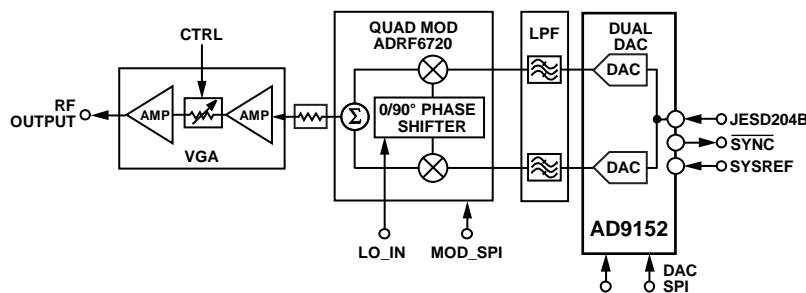 CTRL
QUAD MOD
ADRF6720
LPF
DUAL
DAC
DAC
RF
OUTPUT
AMP
AMP
VGA
Σ
0/90° PHASE
SHIFTER
JESD204B
SYNC
SYSREF
DAC
AD9152
LO_IN
MOD_SPI
DAC
SPI